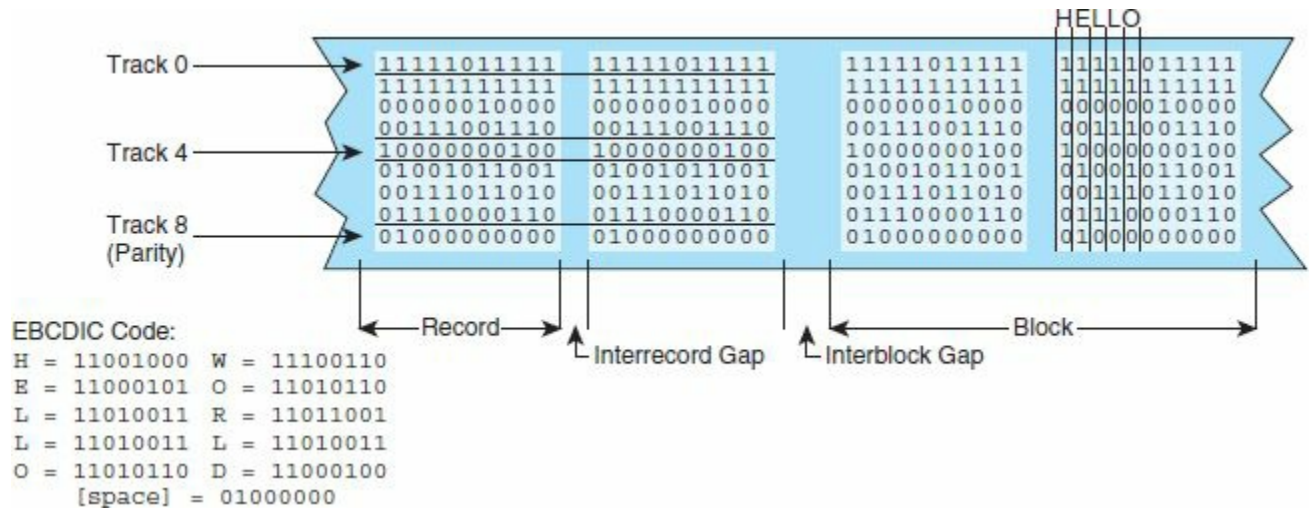 HELLO
Track 0 11111011111 11111011111 11111011111 11111011111
11111111111 11111111111 11111111111 11111111111
00000010000 00000010000 00000010000 00000010000
00111001110 00111001110 00111001110 00111001110
Track 4 10000000100 10000000100 10000000100 10000000100
01001011001 01001011001 01001011001 01001011001
00111011010 00111011010 00111011010 00111011010
01110000110 01110000110 01110000110 01110000110
Track 8 01000000000 01000000000 01000000000 01000000000
(Parity)
Record Block
Interrecord Gap Interblock Gap
EBCDIC Code:
H = 11001000 W = 11100110
E = 11000101 O = 11010110
L = 11010011 R = 11011001
L = 11010011 L = 11010011
O = 11010110 D = 11000100
[space] = 01000000